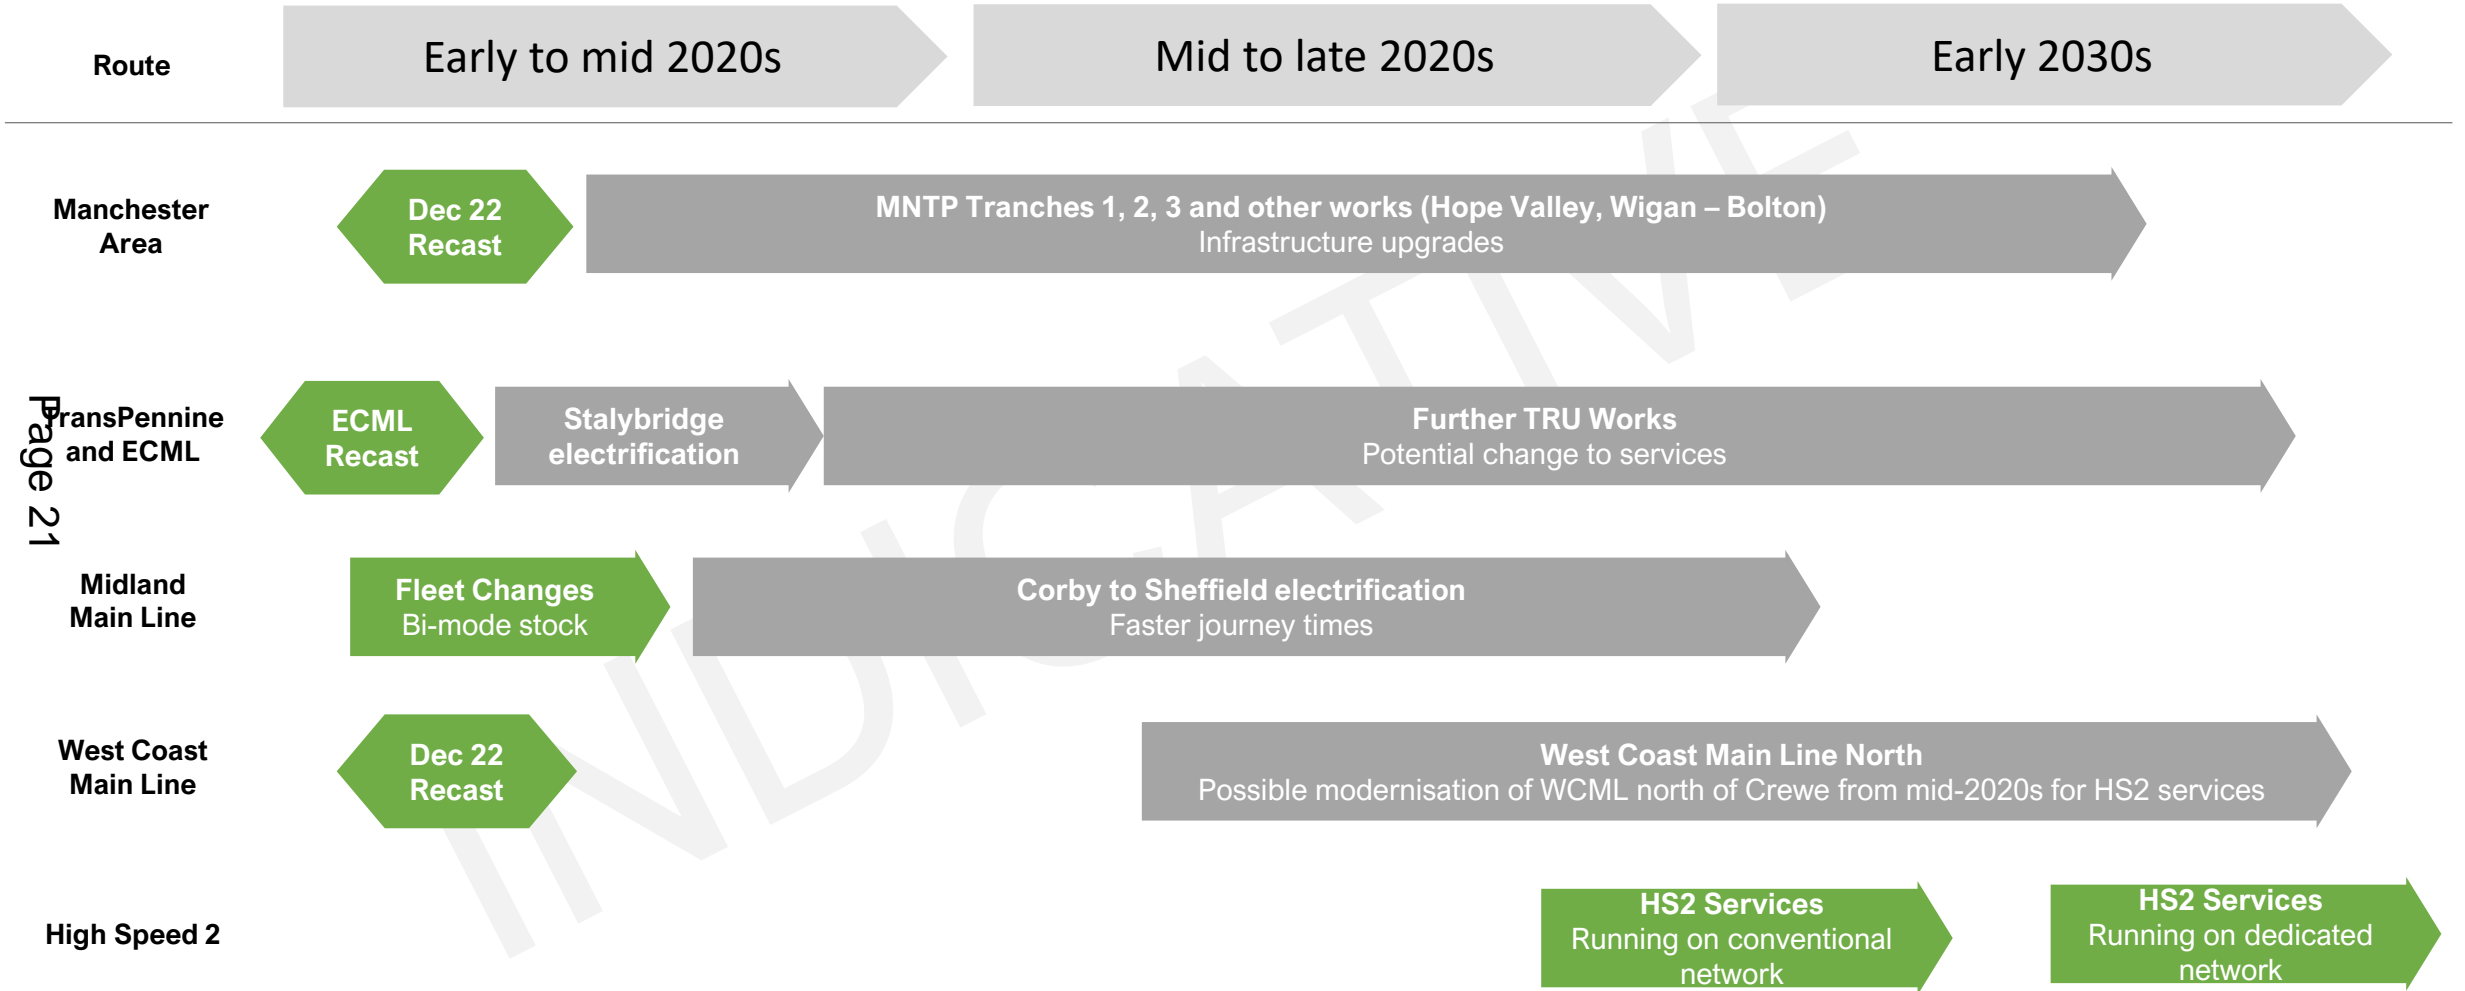 Route
Early to mid 2020s
Mid to late 2020s
Early 2030s
Manchester
Area
Dec 22
Recast
MNTP Tranches 1, 2, 3 and other works (Hope Valley, Wigan – Bolton)
Infrastructure upgrades
TransPennine
and ECML
ECML
Recast
Stalybridge
electrification
Further TRU Works
Potential change to services
Page 21
Midland
Main Line
Fleet Changes
Bi-mode stock
Corby to Sheffield electrification
Faster journey times
West Coast
Main Line
Dec 22
Recast
West Coast Main Line North
Possible modernisation of WCML north of Crewe from mid-2020s for HS2 services
High Speed 2
HS2 Services
Running on conventional
network
HS2 Services
Running on dedicated
network
INDICATIVE